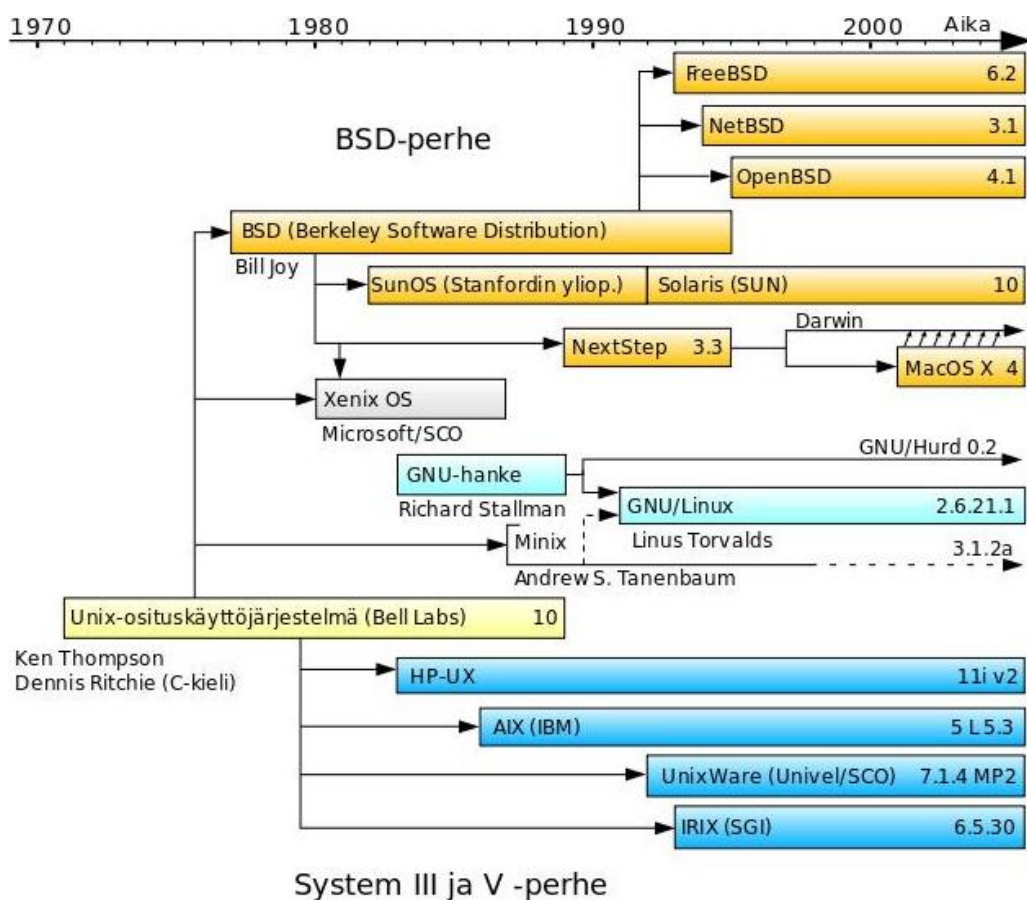 1970 1980 1990 2000 Aika
FreeBSD 6.2
BSD-perhe
NetBSD 3.1
OpenBSD 4.1
BSD (Berkeley Software Distribution)
Bill Joy
SunOS (Stanfordin yliop.) Solaris (SUN) 10
Darwin
NextStep 3.3
MacOS X 4
Xenix OS
Microsoft/SCO
GNU/Hurd 0.2
GNU-hanke
Richard Stallman
GNU/Linux 2.6.21.1
Linus Torvalds
Minix
3.1.2a
Andrew S. Tanenbaum
Unix-osituskäyttöjärjestelmä (Bell Labs) 10
Ken Thompson
Dennis Ritchie (C-kieli)
HP-UX 11i v2
AIX (IBM) 5 L 5.3
UnixWare (Univel/SCO) 7.1.4 MP2
IRIX (SGI) 6.5.30
System III ja V -perhe